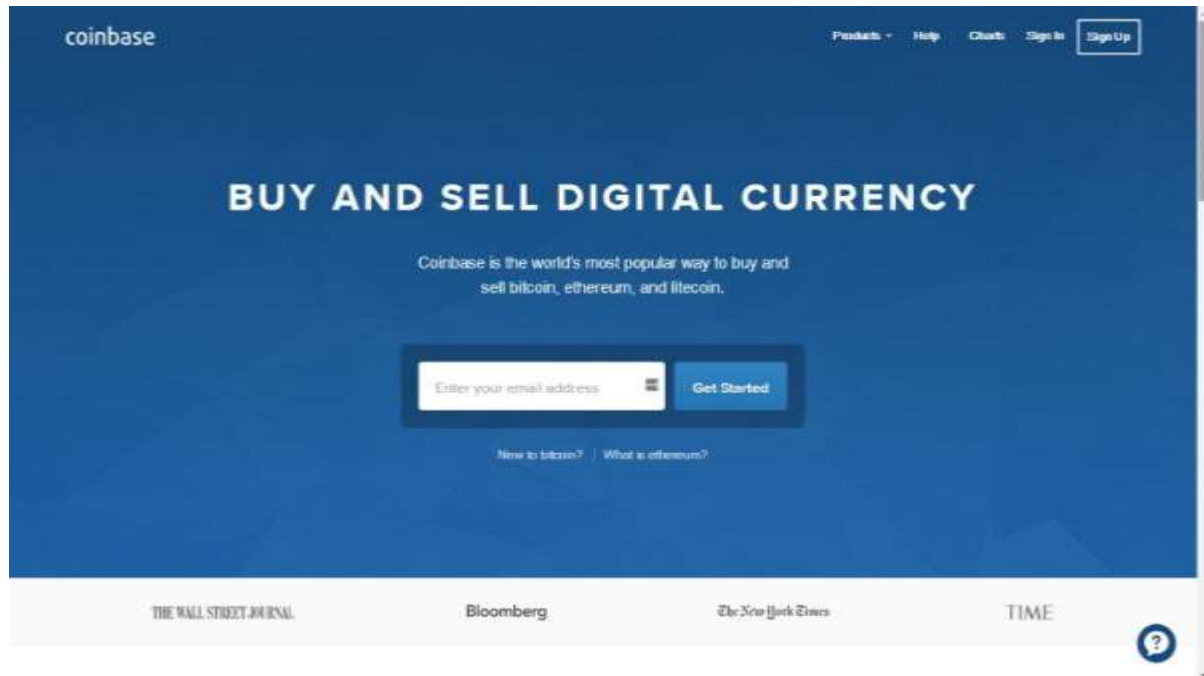 coinbase
Products Help Charts Sign In Sign Up
BUY AND SELL DIGITAL CURRENCY
Coinbase is the world's most popular way to buy and
sell bitcoin, ethereum, and litecoin.
Enter your email address Get Started
New to bitcoin? | What is ethereum?
THE WALL STREET JOURNAL Bloomberg The New York Times TIME
?